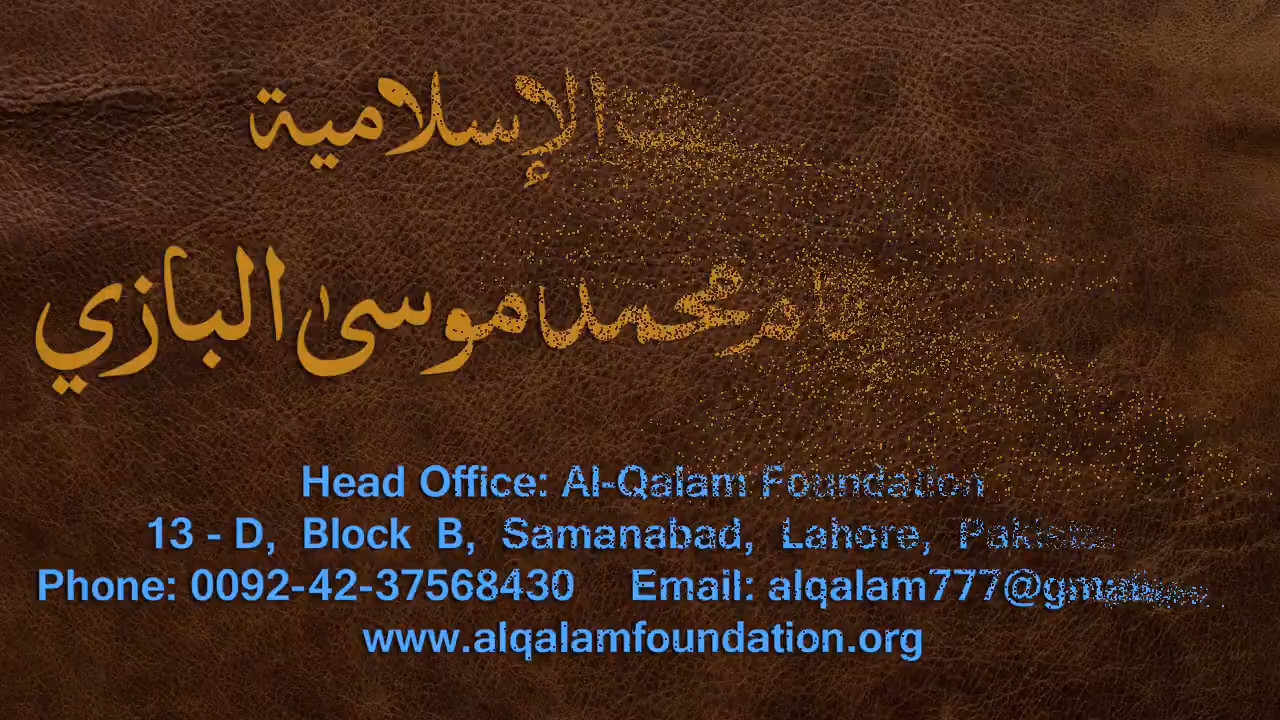 الإسلامية
محمد موسىٰ البازي
Head Office: Al-Qalam Foundation
13 - D, Block B, Samanabad, Lahore,
Phone: 0092-42-37568430 Email:
www.alqalamfoundation.org